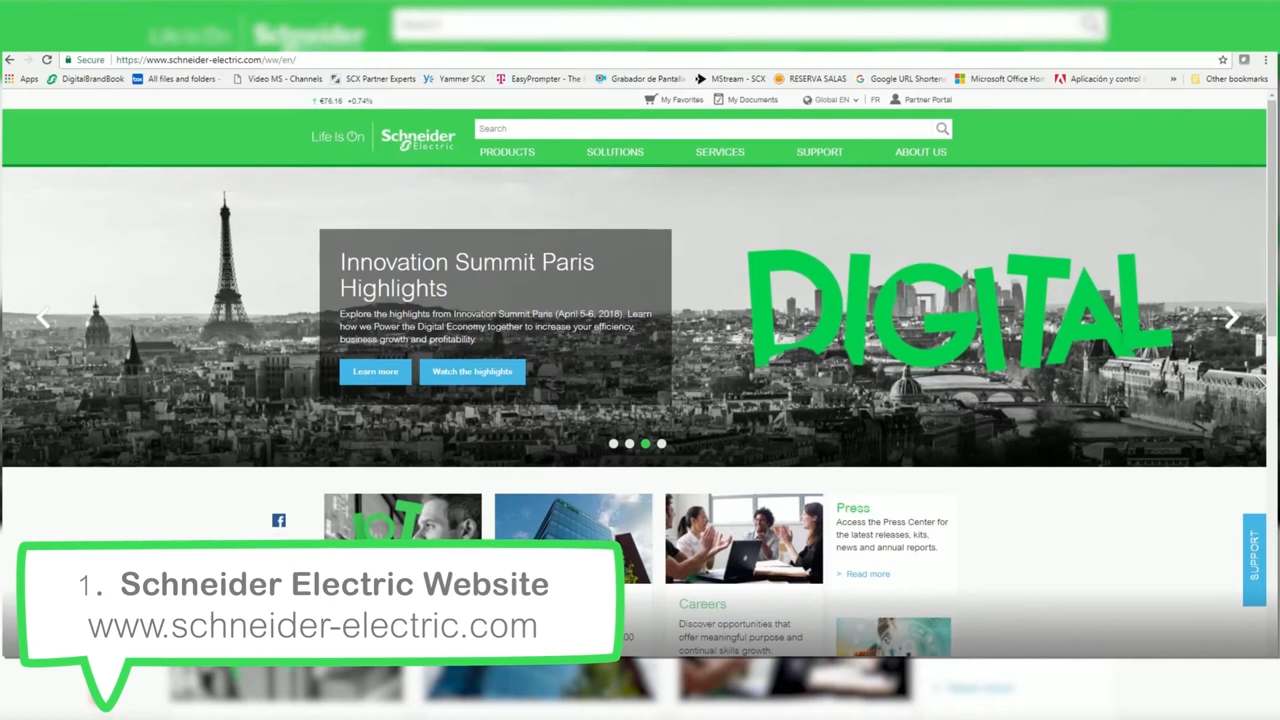 Life Is On
Schneider
Search
Secure https://www.schneider-electric.com/ww/en/
Apps DigitalBrandBook All files and folders - Video MS - Channels SCX Partner Experts Yammer SCX EasyPrompter - The Grabador de Pantalla MStream - SCX RESERVA SALAS Google URL Shortene Microsoft Office Hom Aplicación y control d » Other bookmarks
↑ €76.16 +0.74% My Favorites My Documents Global EN FR Partner Portal
Life Is On Schneider Electric
Search
PRODUCTS SOLUTIONS SERVICES SUPPORT ABOUT US
Innovation Summit Paris
Highlights
Explore the highlights from Innovation Summit Paris (April 5-6, 2018). Learn
how we Power the Digital Economy together to increase your efficiency,
business growth and profitability.
Learn more Watch the highlights
DIGITAL
IOT
Press
Access the Press Center for
the latest releases, kits,
news and annual reports.
> Read more
SUPPORT
Careers
Discover opportunities that
offer meaningful purpose and
continual skills growth.
1. Schneider Electric Website
www.schneider-electric.com